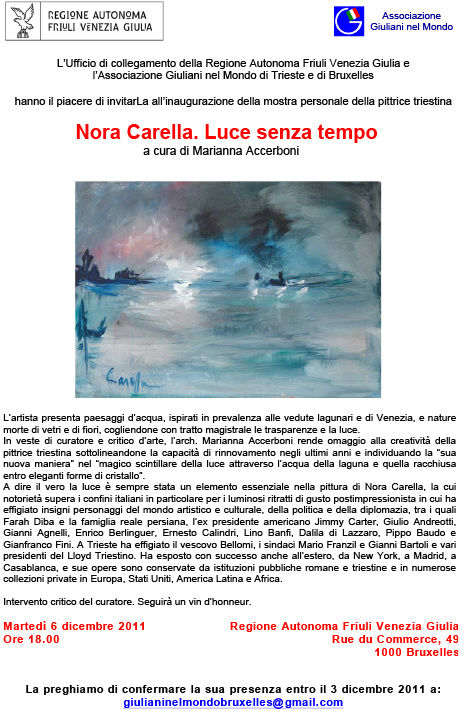 REGIONE AUTONOMA
FRIULI VENEZIA GIULIA
Associazione
Giuliani nel Mondo
L'Ufficio di collegamento della Regione Autonoma Friuli Venezia Giulia e
l'Associazione Giuliani nel Mondo di Trieste e di Bruxelles
hanno il piacere di invitarLa all'inaugurazione della mostra personale della pittrice triestina
Nora Carella. Luce senza tempo
a cura di Marianna Accerboni
Carella
L'artista presenta paesaggi d'acqua, ispirati in prevalenza alle vedute lagunari e di Venezia, e nature
morte di vetri e di fiori, cogliendone con tratto magistrale le trasparenze e la luce.
In veste di curatore e critico d'arte, l'arch. Marianna Accerboni rende omaggio alla creatività della
pittrice triestina sottolineandone la capacità di rinnovamento negli ultimi anni e individuando la "sua
nuova maniera" nel "magico scintillare della luce attraverso l'acqua della laguna e quella racchiusa
entro eleganti forme di cristallo".
A dire il vero la luce è sempre stata un elemento essenziale nella pittura di Nora Carella, la cui
notorietà supera i confini italiani in particolare per i luminosi ritratti di gusto postimpressionista in cui ha
effigiato insigni personaggi del mondo artistico e culturale, della politica e della diplomazia, tra i quali
Farah Diba e la famiglia reale persiana, l'ex presidente americano Jimmy Carter, Giulio Andreotti,
Gianni Agnelli, Enrico Berlinguer, Ernesto Calindri, Lino Banfi, Dalila di Lazzaro, Pippo Baudo e
Gianfranco Fini. A Trieste ha effigiato il vescovo Bellomi, i sindaci Mario Franzil e Gianni Bartoli e vari
presidenti del Lloyd Triestino. Ha esposto con successo anche all'estero, da New York, a Madrid, a
Casablanca, e sue opere sono conservate da istituzioni pubbliche romane e triestine e in numerose
collezioni private in Europa, Stati Uniti, America Latina e Africa.
Intervento critico del curatore. Seguirà un vin d'honneur.
Martedì 6 dicembre 2011
Ore 18.00
Regione Autonoma Friuli Venezia Giulia
Rue du Commerce, 49
1000 Bruxelles
La preghiamo di confermare la sua presenza entro il 3 dicembre 2011 a:
giulianinelmondobruxelles@gmail.com